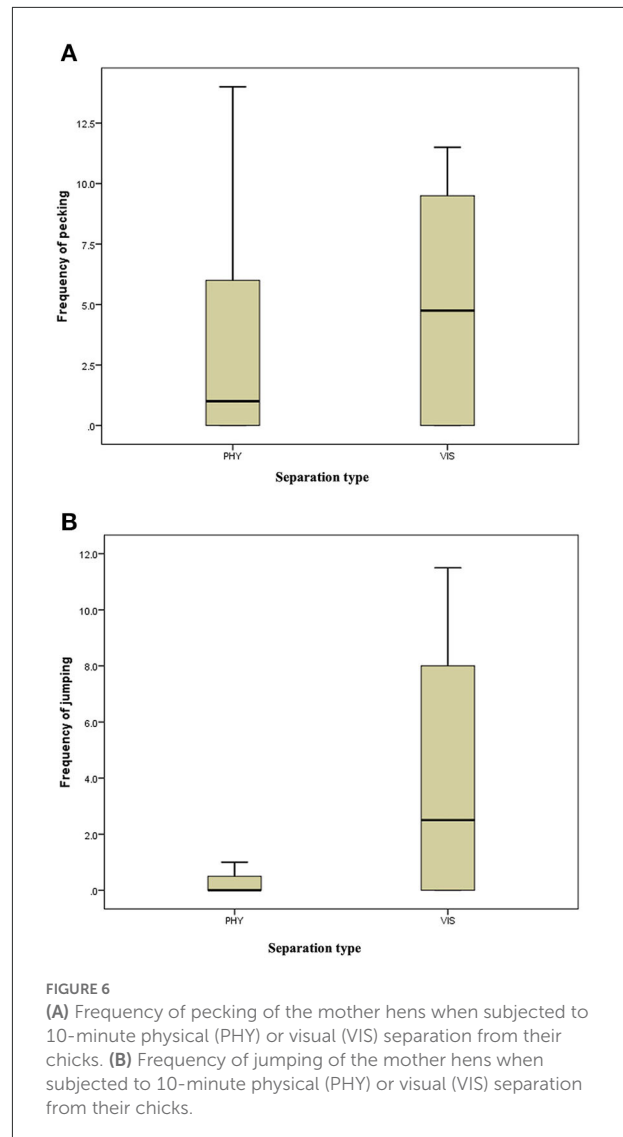 A
Frequency of pecking
12.5
10.0
7.5
5.0
2.5
.0
PHY VIS
Separation type
B
Frequency of jumping
12.0
10.0
8.0
6.0
4.0
2.0
.0
PHY VIS
Separation type
FIGURE 6
(A) Frequency of pecking of the mother hens when subjected to
10-minute physical (PHY) or visual (VIS) separation from their
chicks. (B) Frequency of jumping of the mother hens when
subjected to 10-minute physical (PHY) or visual (VIS) separation
from their chicks.